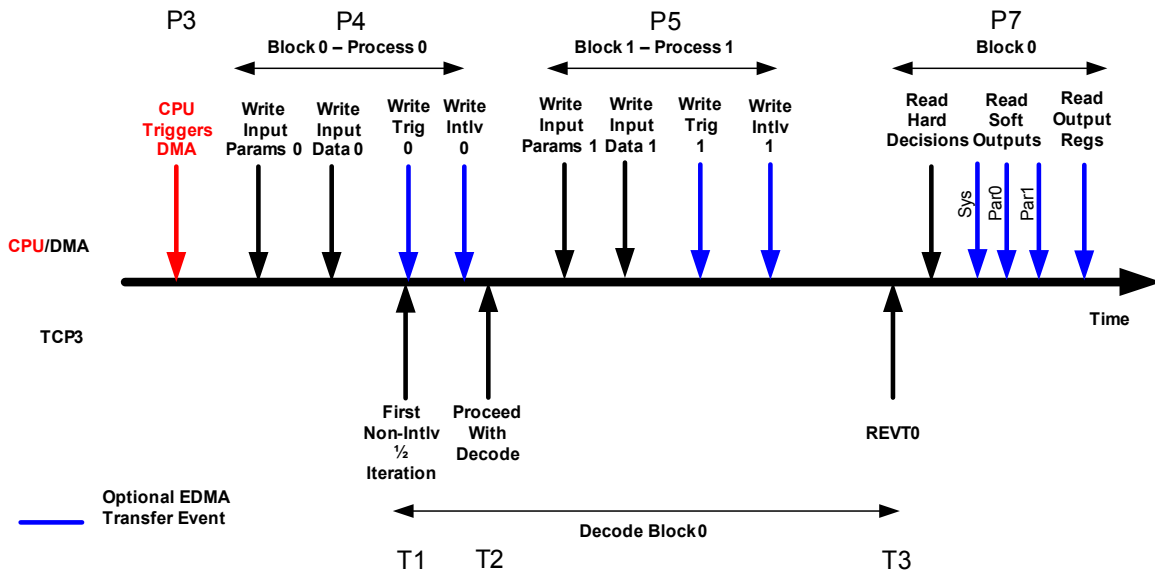 P3
P4
P5
P7
Block 0 – Process 0
Block 1 – Process 1
Block 0
CPU
Triggers
DMA
Write
Input
Params 0
Write
Input
Data 0
Write
Trig
0
Write
Intlv
0
Write
Input
Params 1
Write
Input
Data 1
Write
Trig
1
Write
Intlv
1
Read
Hard
Decisions
Read
Soft
Outputs
Read
Output
Regs
Sys
Par0
Par1
CPU/DMA
Time
TCP3
First
Non-Intlv
½
Iteration
Proceed
With
Decode
REVT0
Optional EDMA
Transfer Event
Decode Block 0
T1
T2
T3